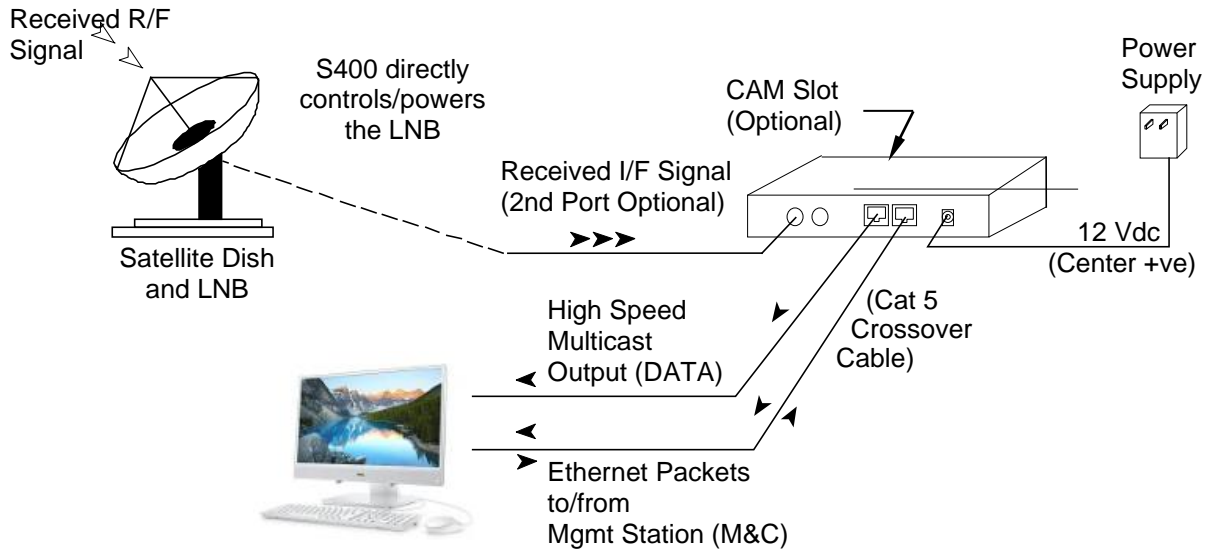 Received R/F
Signal
S400 directly
controls/powers
the LNB
CAM Slot
(Optional)
Power
Supply
Received I/F Signal
(2nd Port Optional)
12 Vdc
(Center +ve)
Satellite Dish
and LNB
High Speed
Multicast
Output (DATA)
(Cat 5
Crossover
Cable)
Ethernet Packets
to/from
Mgmt Station (M&C)